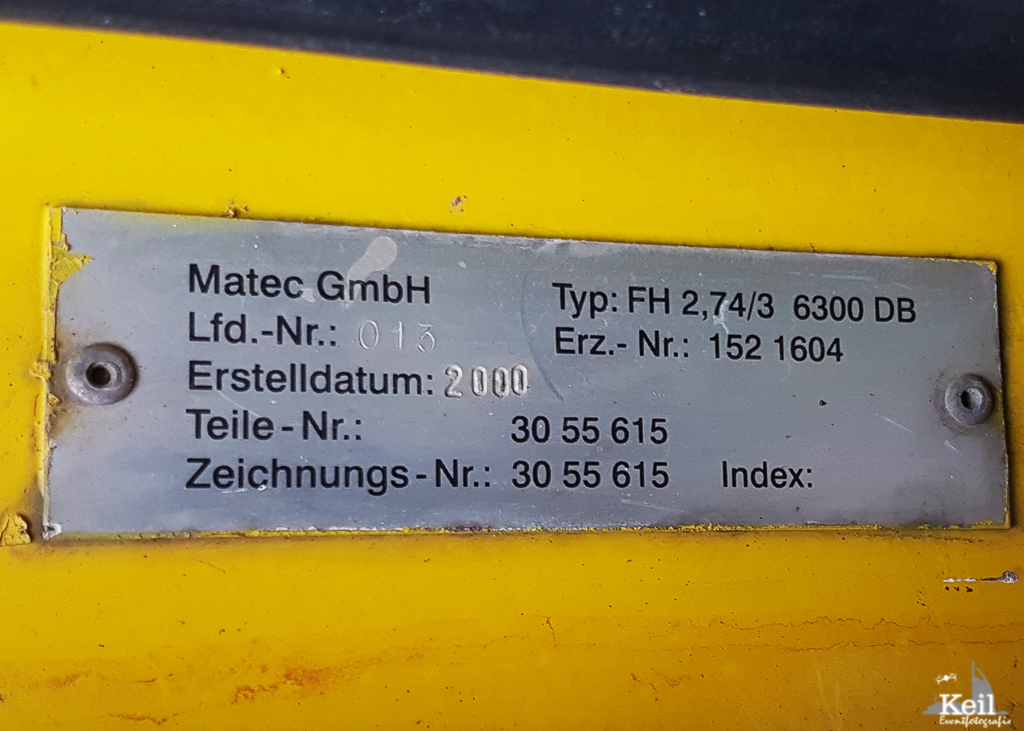 Matec GmbH
Lfd.-Nr.: 013
Erstelldatum: 2000
Teile-Nr.: 30 55 615
Zeichnungs-Nr.: 30 55 615 Index:
Typ: FH 2,74/3 6300 DB
Erz.- Nr.: 152 1604
Keil
Eventfotografie